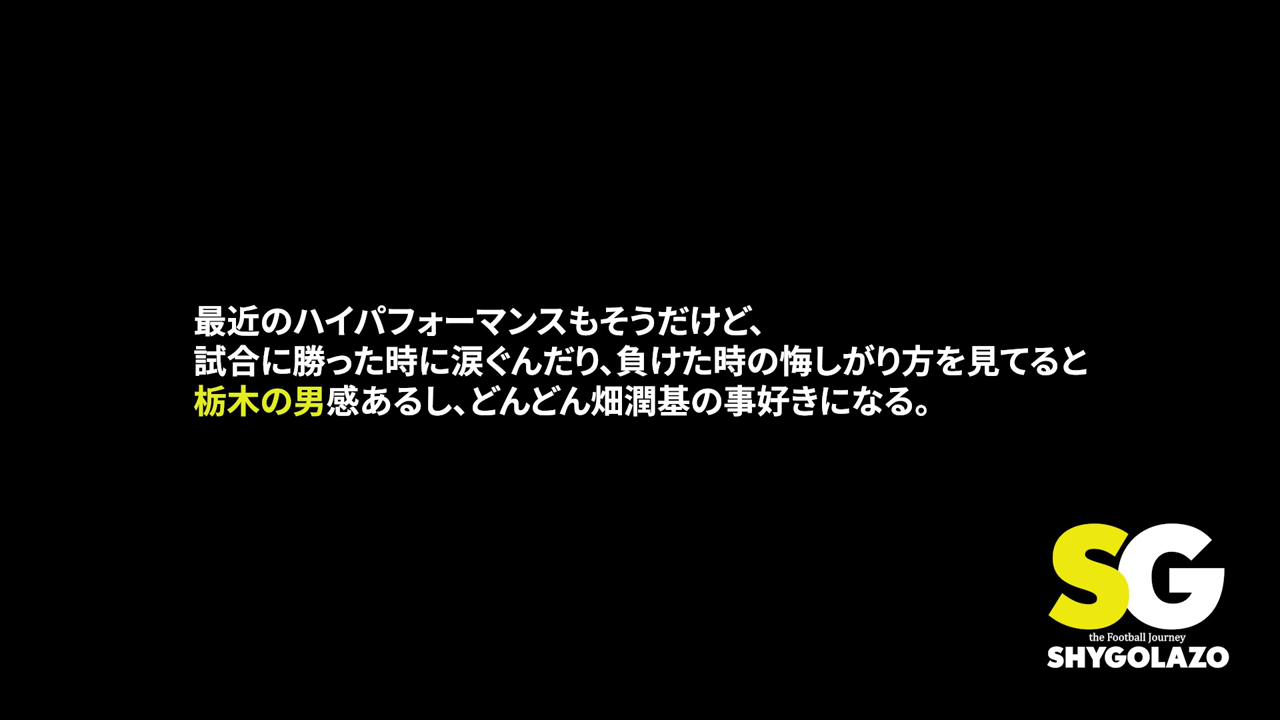 最近のハイパフォーマンスもそうだけど、
試合に勝った時に涙ぐんだり、負けた時の悔しがり方を見てると
栃木の男感あるし、どんどん畑潤基の事好きになる。
SG
the Football Journey
SHYGOLAZO